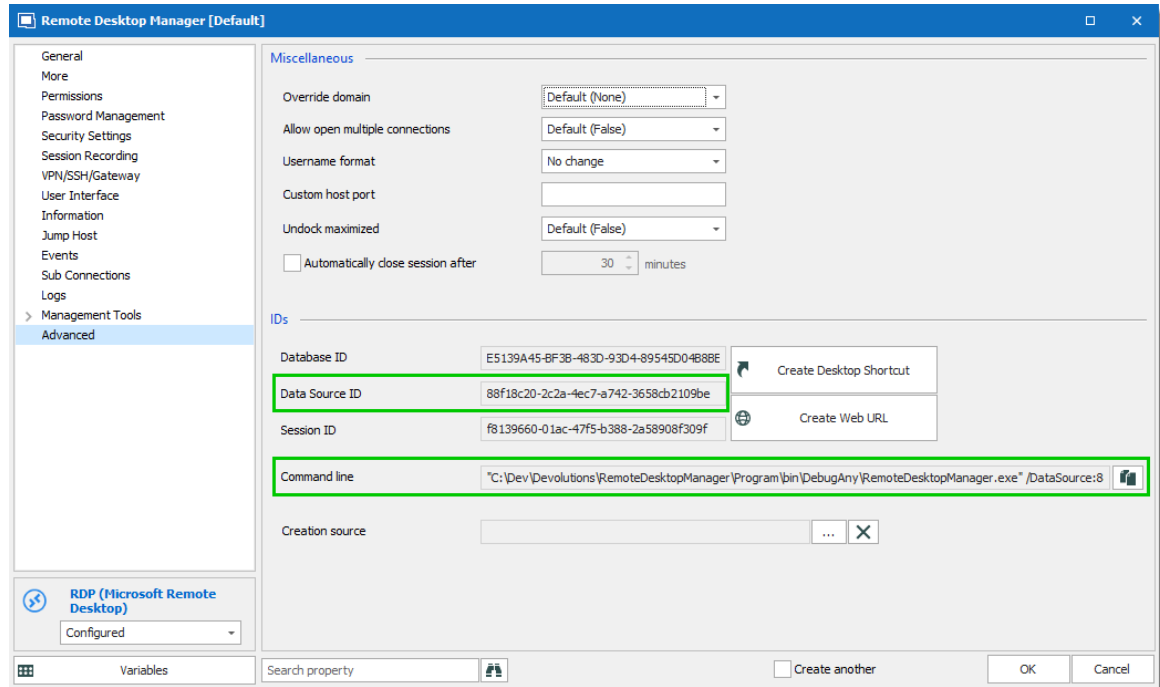 Remote Desktop Manager [Default]
General
More
Permissions
Password Management
Security Settings
Session Recording
VPN/SSH/Gateway
User Interface
Information
Jump Host
Events
Sub Connections
Logs
Management Tools
Advanced
RDP (Microsoft Remote
Desktop)
Configured
Variables
Miscellaneous
Override domain Default (None)
Allow open multiple connections Default (False)
Username format No change
Custom host port
Undock maximized Default (False)
Automatically close session after 30 minutes
IDs
Database ID E5139A45-BF3B-483D-93D4-89545D04B8BE
Create Desktop Shortcut
Data Source ID 88f18c20-2c2a-4ec7-a742-3658cb2109be
Create Web URL
Session ID f8139660-01ac-47f5-b388-2a58908f309f
Command line "C:\Dev\Devolutions\RemoteDesktopManager\Program\bin\DebugAny\RemoteDesktopManager.exe" /DataSource:8
Creation source ...
Search property
Create another
OK
Cancel